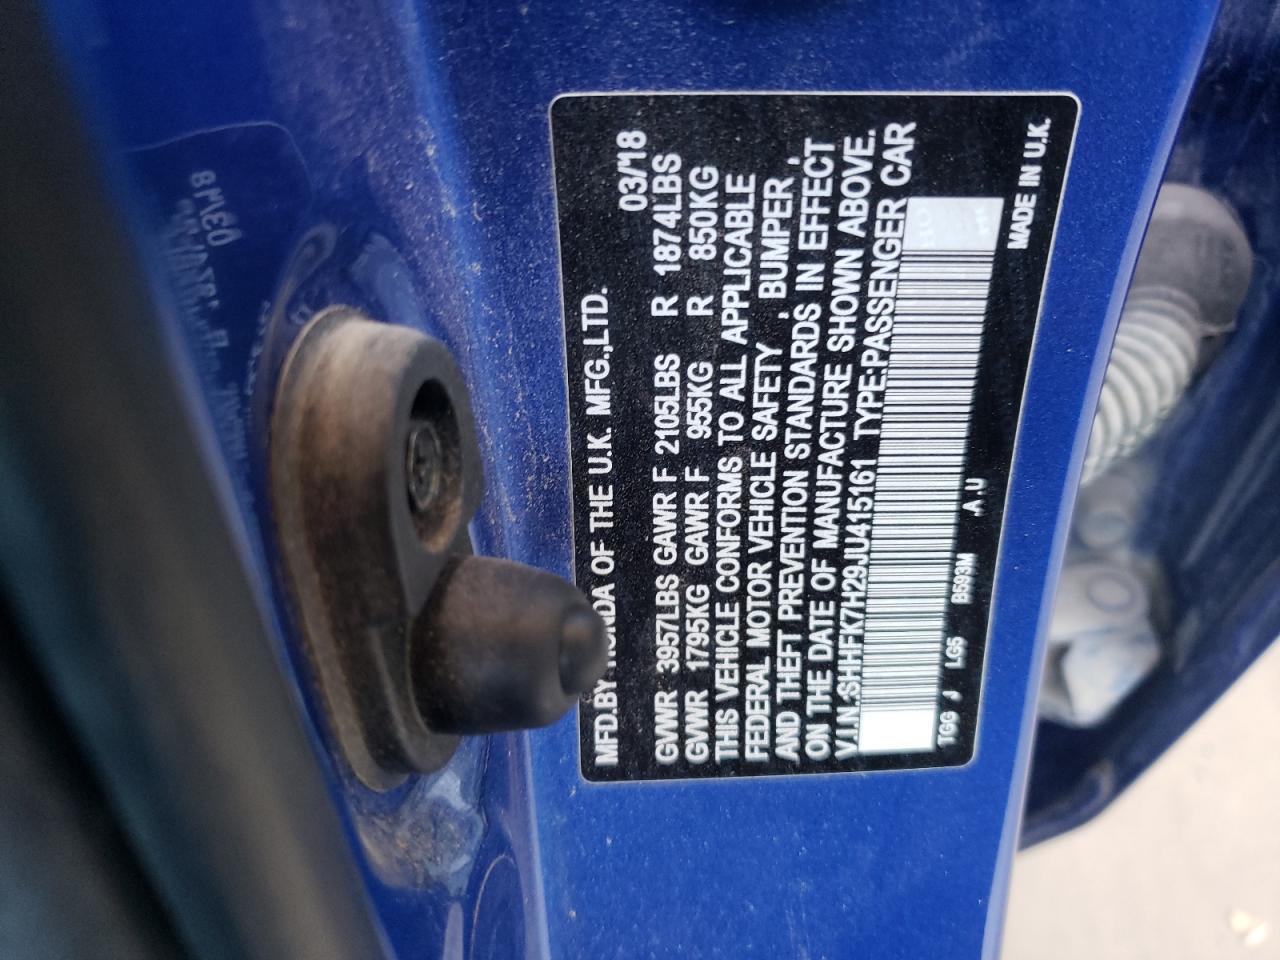 MFD.BY HONDA OF THE U.K. MFG.,LTD. 03/18
GVWR 3957LBS GAWR F 2105LBS R 1874LBS
GVWR 1795KG GAWR F 955KG R 850KG
THIS VEHICLE CONFORMS TO ALL APPLICABLE
FEDERAL MOTOR VEHICLE SAFETY , BUMPER ,
AND THEFT PREVENTION STANDARDS IN EFFECT
ON THE DATE OF MANUFACTURE SHOWN ABOVE.
V.I.N.:SHHFK7H29JU415161 TYPE:PASSENGER CAR
TGG J LG5 B593M A.U MADE IN U.K.